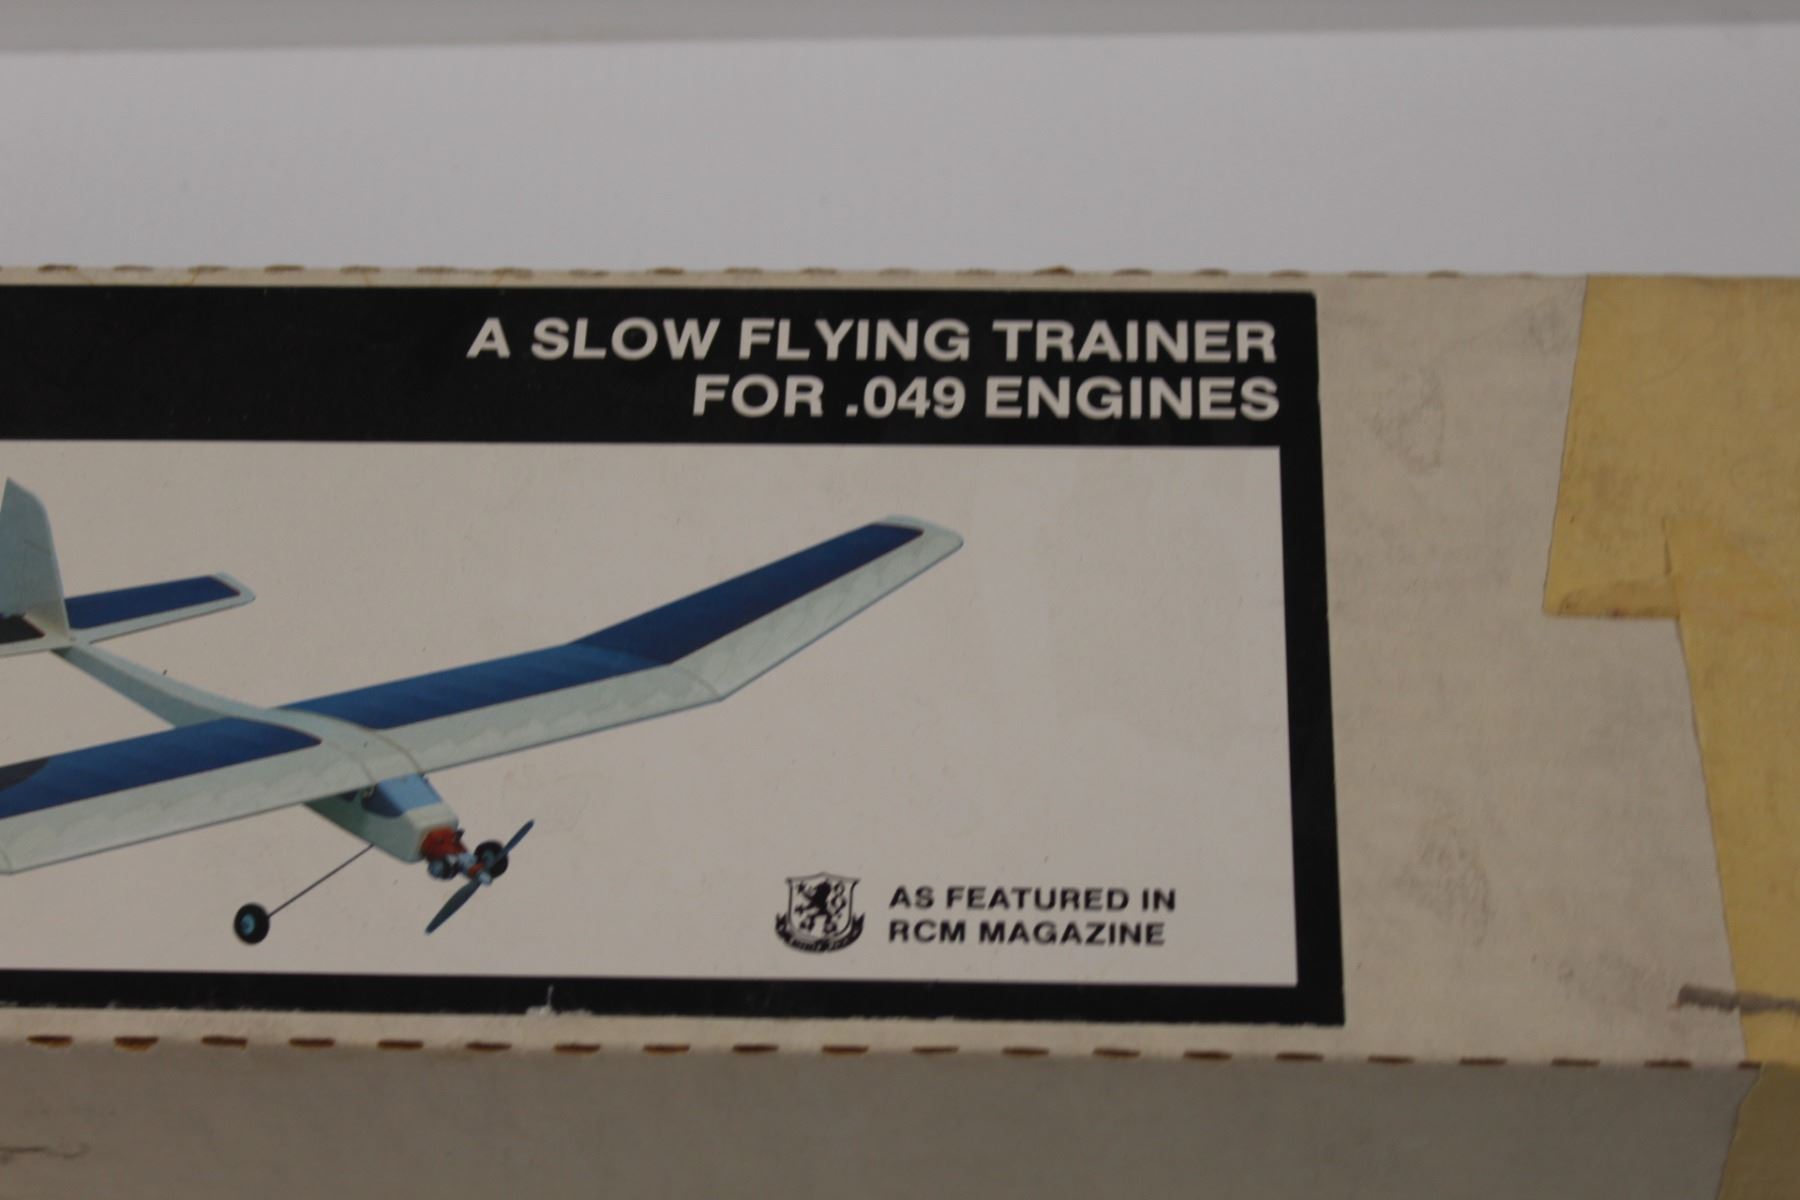 A SLOW FLYING TRAINER
FOR .049 ENGINES
AS FEATURED IN
RCM MAGAZINE